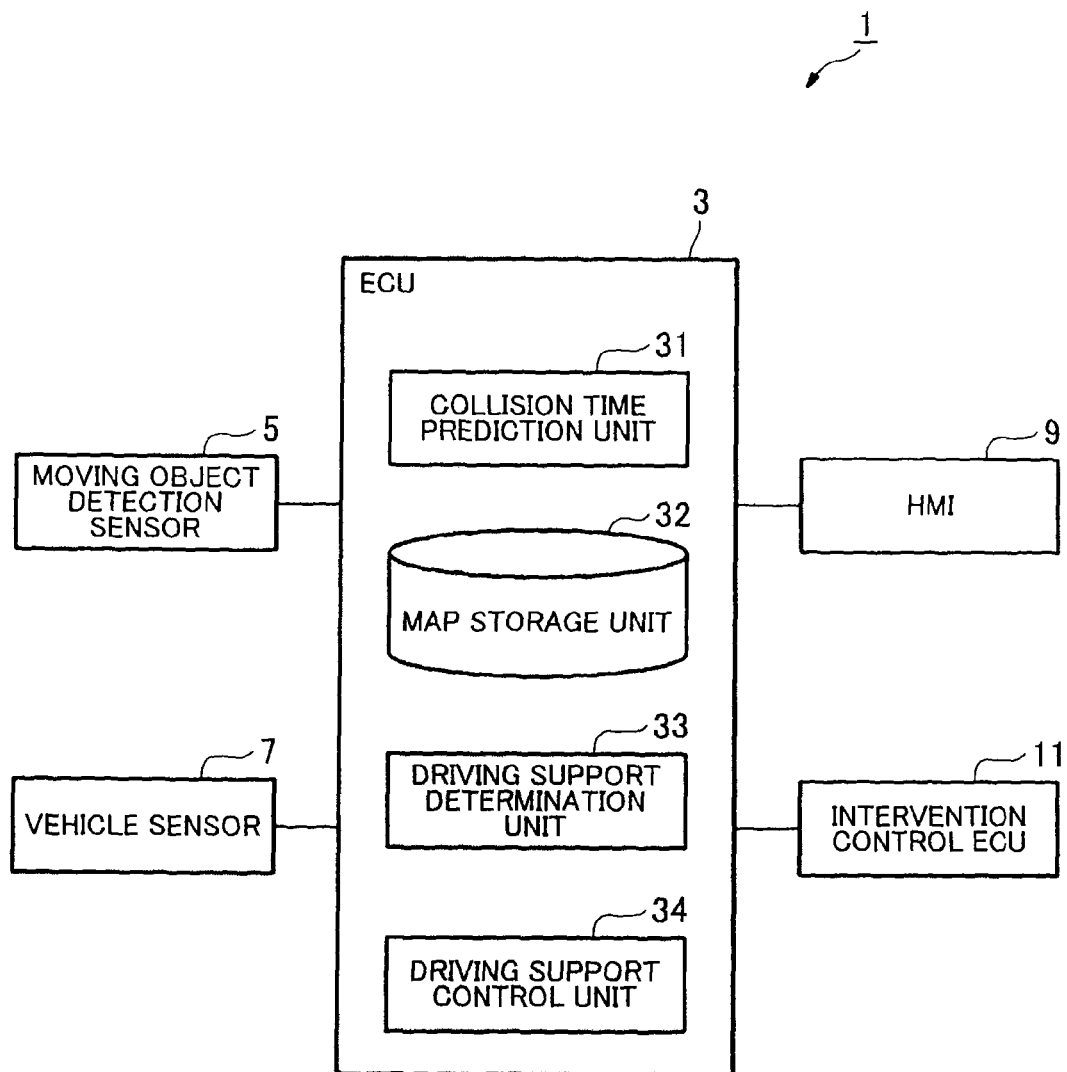 1
3
ECU
31
COLLISION TIME
PREDICTION UNIT
5
MOVING OBJECT
DETECTION
SENSOR
9
HMI
32
MAP STORAGE UNIT
33
DRIVING SUPPORT
DETERMINATION
UNIT
7
VEHICLE SENSOR
11
INTERVENTION
CONTROL ECU
34
DRIVING SUPPORT
CONTROL UNIT